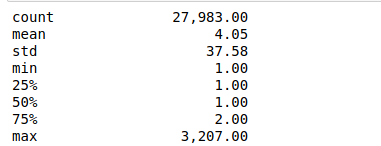 count 27,983.00
mean 4.05
std 37.58
min 1.00
25% 1.00
50% 1.00
75% 2.00
max 3,207.00